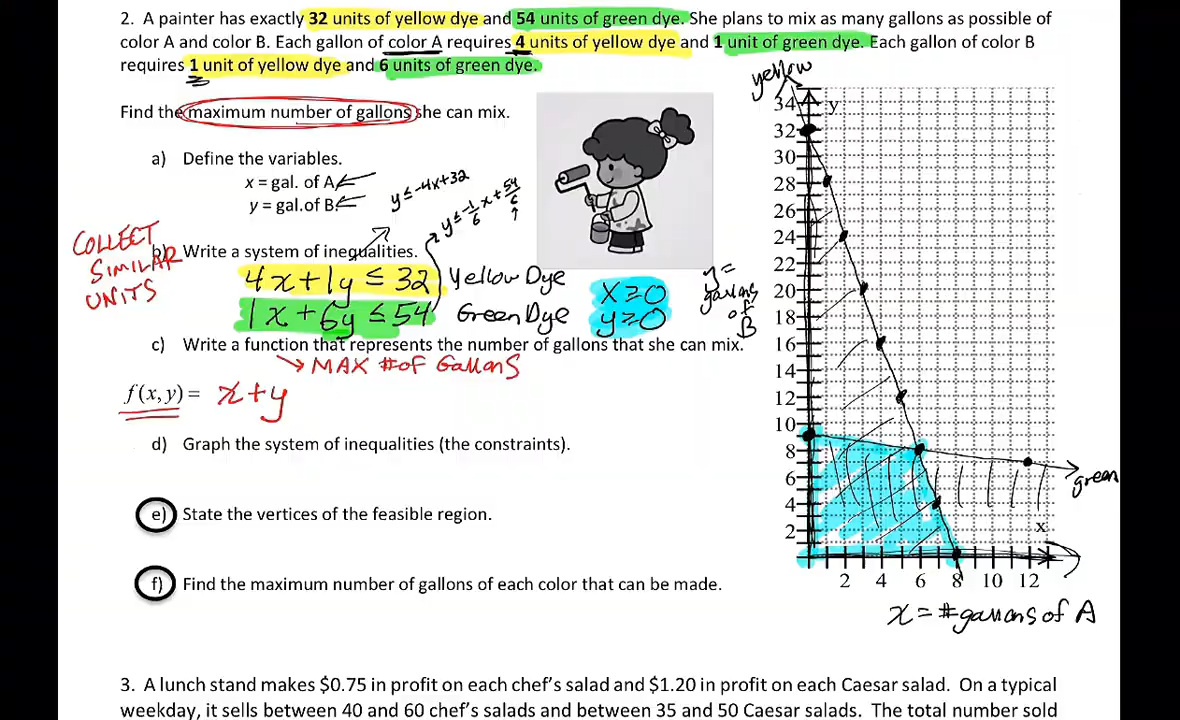 2. A painter has exactly 32 units of yellow dye and 54 units of green dye. She plans to mix as many gallons as possible of
color A and color B. Each gallon of color A requires 4 units of yellow dye and 1 unit of green dye. Each gallon of color B
requires 1 unit of yellow dye and 6 units of green dye.
Find the maximum number of gallons she can mix.
a) Define the variables.
x = gal. of A
y = gal.of B
y ≤ -4x+32
y ≤ -1/6 x + 54/6
COLLECT
SIMILAR
UNITS
b) Write a system of inequalities.
4x + 1y ≤ 32 Yellow Dye
1x + 6y ≤ 54 Green Dye
x ≥ 0
y ≥ 0
c) Write a function that represents the number of gallons that she can mix.
→ MAX # OF Gallons
f(x,y) = x + y
d) Graph the system of inequalities (the constraints).
e) State the vertices of the feasible region.
f) Find the maximum number of gallons of each color that can be made.
yellow
y
34
32
30
28
26
24
22
20
18
16
14
12
10
8
6
4
2
y =
gallons
of
B
green
x
2 4 6 8 10 12
x = # gallons of A
3. A lunch stand makes $0.75 in profit on each chef's salad and $1.20 in profit on each Caesar salad. On a typical
weekday, it sells between 40 and 60 chef's salads and between 35 and 50 Caesar salads. The total number sold